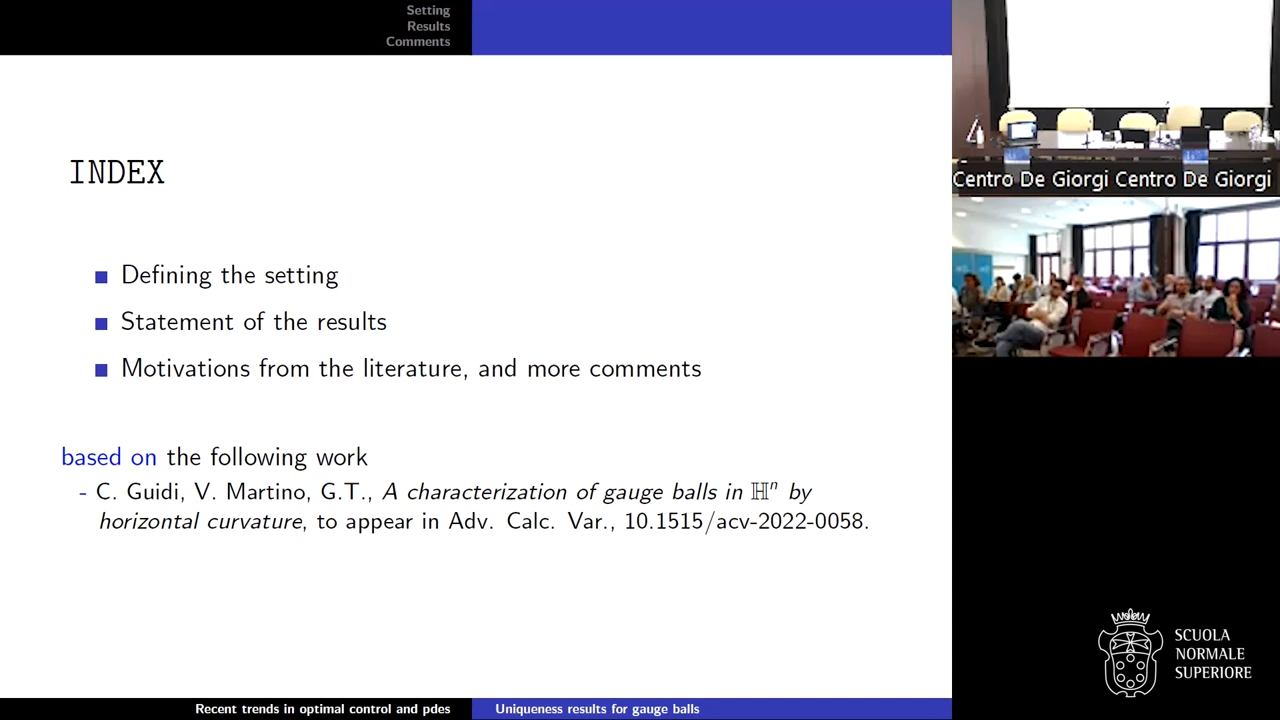 Setting
Results
Comments
INDEX
■ Defining the setting
■ Statement of the results
■ Motivations from the literature, and more comments
based on the following work
- C. Guidi, V. Martino, G.T., A characterization of gauge balls in ℍⁿ by
horizontal curvature, to appear in Adv. Calc. Var., 10.1515/acv-2022-0058.
Recent trends in optimal control and pdes
Uniqueness results for gauge balls
Centro De Giorgi Centro De Giorgi
SCUOLA
NORMALE
SUPERIORE